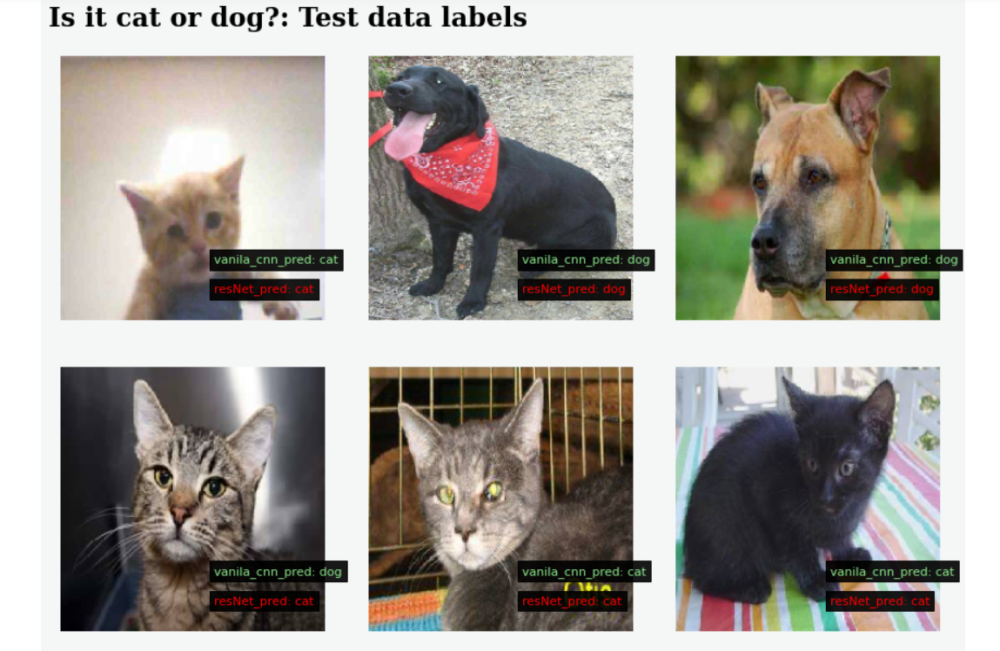 Is it cat or dog?: Test data labels
vanila_cnn_pred: cat
resNet_pred: cat
vanila_cnn_pred: dog
resNet_pred: dog
vanila_cnn_pred: dog
resNet_pred: dog
vanila_cnn_pred: dog
resNet_pred: cat
vanila_cnn_pred: cat
resNet_pred: cat
vanila_cnn_pred: cat
resNet_pred: cat